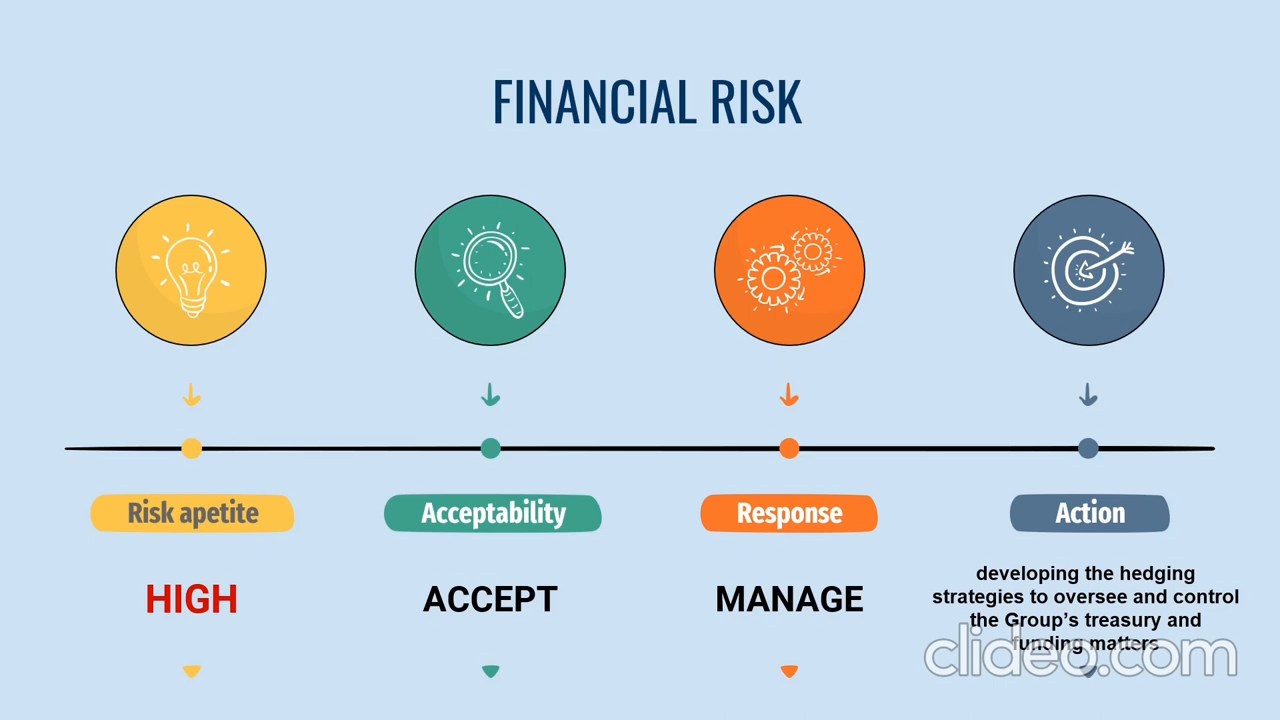 FINANCIAL RISK
Risk apetite
Acceptability
Response
Action
HIGH
ACCEPT
MANAGE
developing the hedging
strategies to oversee and control
the Group's treasury and
funding matters
clideo.com